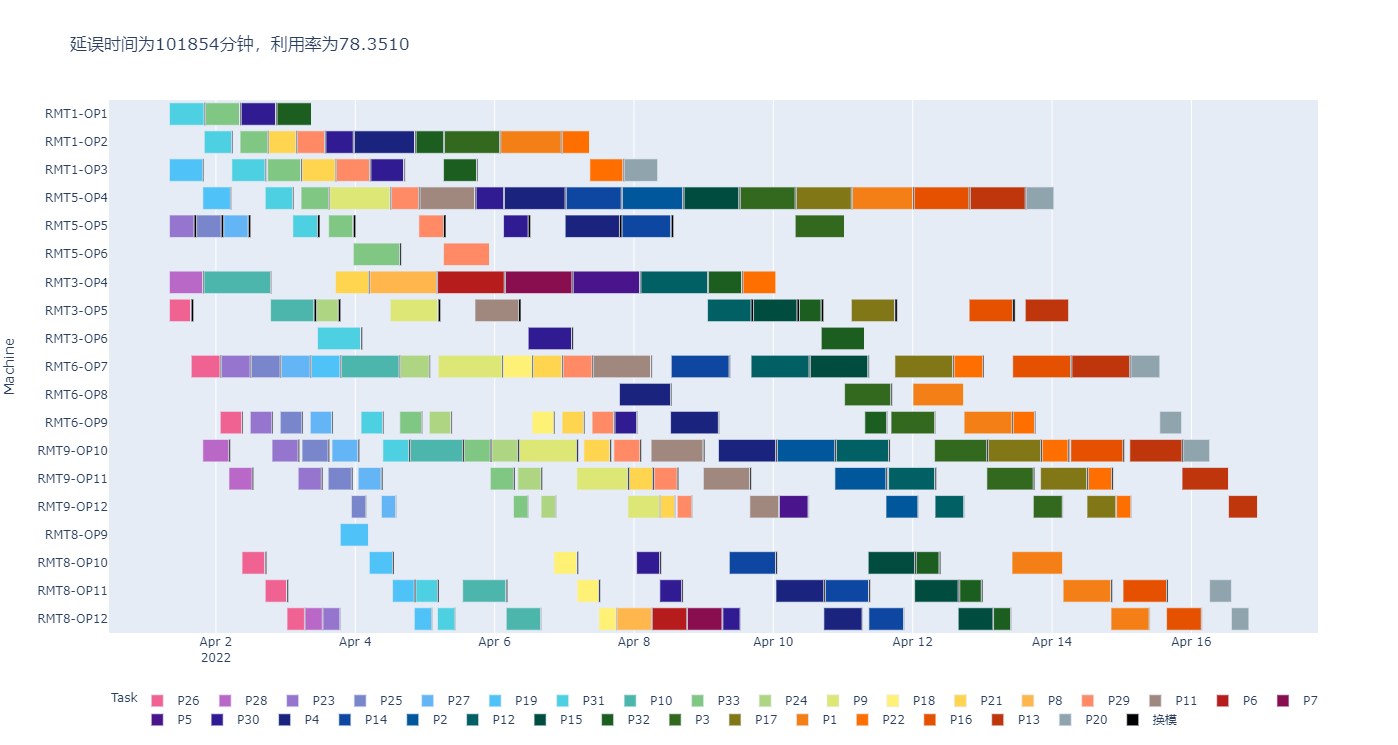 延误时间为101854分钟，利用率为78.3510
Machine
RMT1-OP1
RMT1-OP2
RMT1-OP3
RMT5-OP4
RMT5-OP5
RMT5-OP6
RMT3-OP4
RMT3-OP5
RMT3-OP6
RMT6-OP7
RMT6-OP8
RMT6-OP9
RMT9-OP10
RMT9-OP11
RMT9-OP12
RMT8-OP9
RMT8-OP10
RMT8-OP11
RMT8-OP12
Apr 2 Apr 4 Apr 6 Apr 8 Apr 10 Apr 12 Apr 14 Apr 16
2022
Task P26 P28 P23 P25 P27 P19 P31 P10 P33 P24 P9 P18 P21 P8 P29 P11 P6 P7
P5 P30 P4 P14 P2 P12 P15 P32 P3 P17 P1 P22 P16 P13 P20 换模